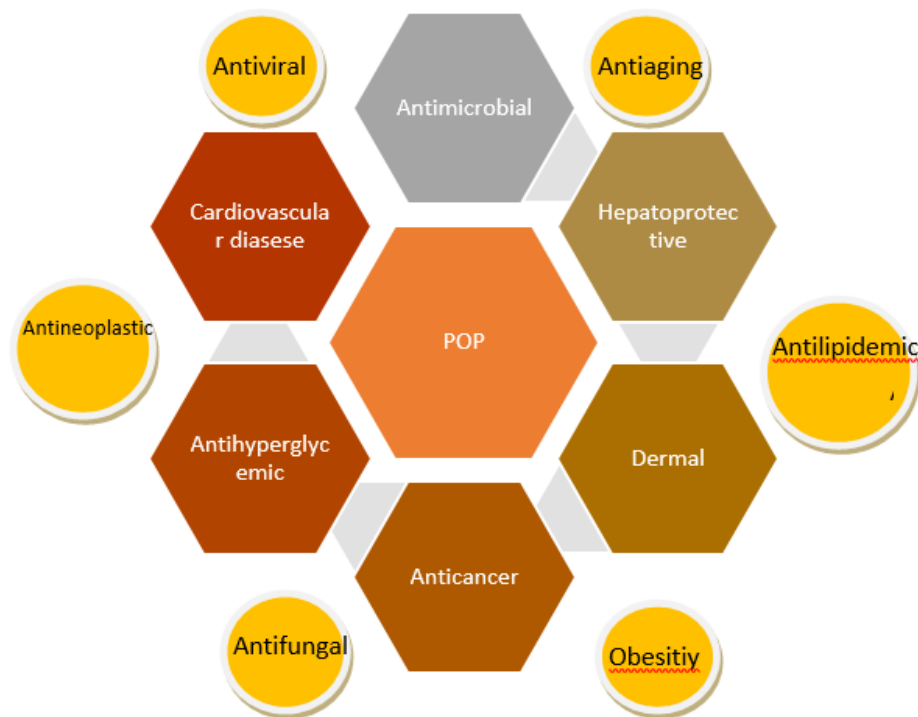 Antiviral
Antiaging
Antimicrobial
Cardiovascula
r diasese
Hepatoprotec
tive
Antineoplastic
POP
Antilipidemic
,
Antihyperglyc
emic
Dermal
Anticancer
Antifungal
Obesitiy